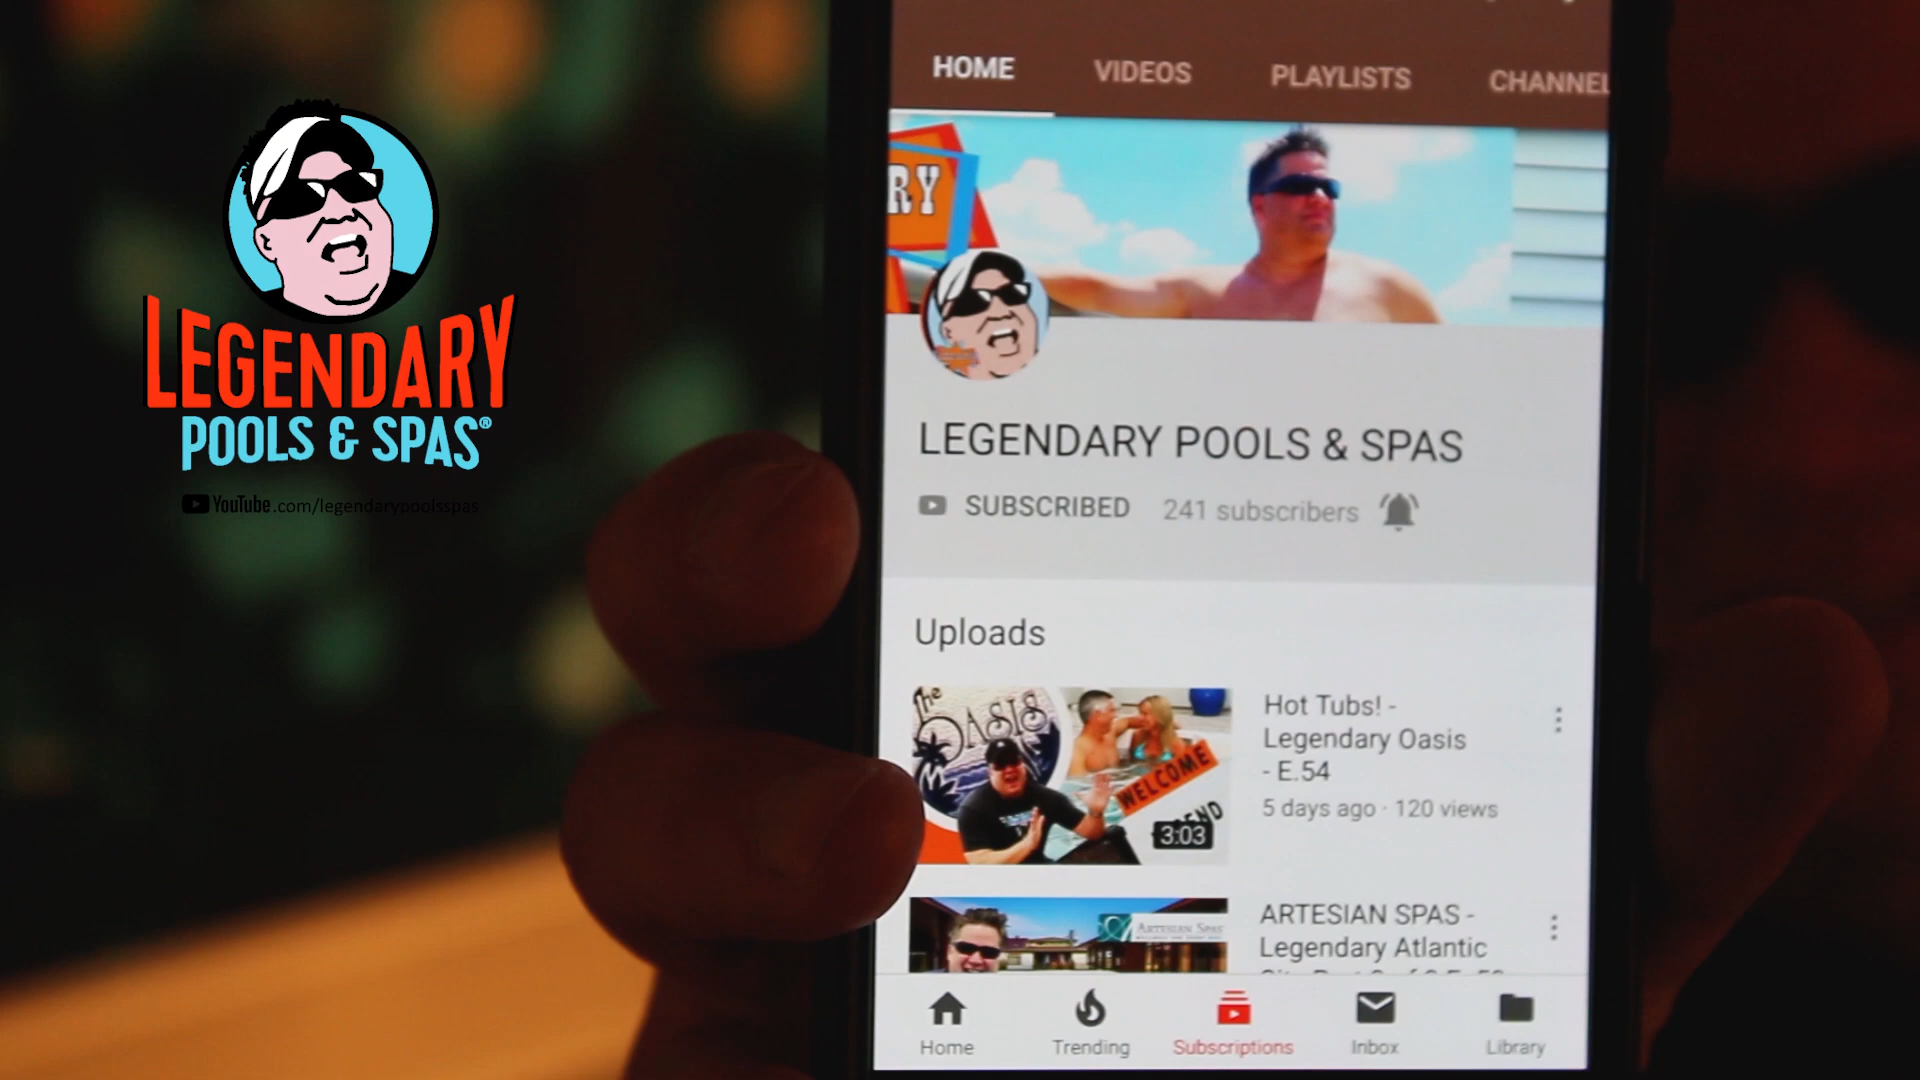 LEGENDARY
POOLS & SPAS®
YouTube.com/legendarypoolsspas
HOME VIDEOS PLAYLISTS CHANNEL
RY
LEGENDARY POOLS & SPAS
SUBSCRIBED 241 subscribers
Uploads
The
OASIS
WELCOME
3:03
Hot Tubs! -
Legendary Oasis
- E.54
5 days ago · 120 views
ARTESIAN SPAS
ARTESIAN SPAS -
Legendary Atlantic
Home Trending Subscriptions Inbox Library